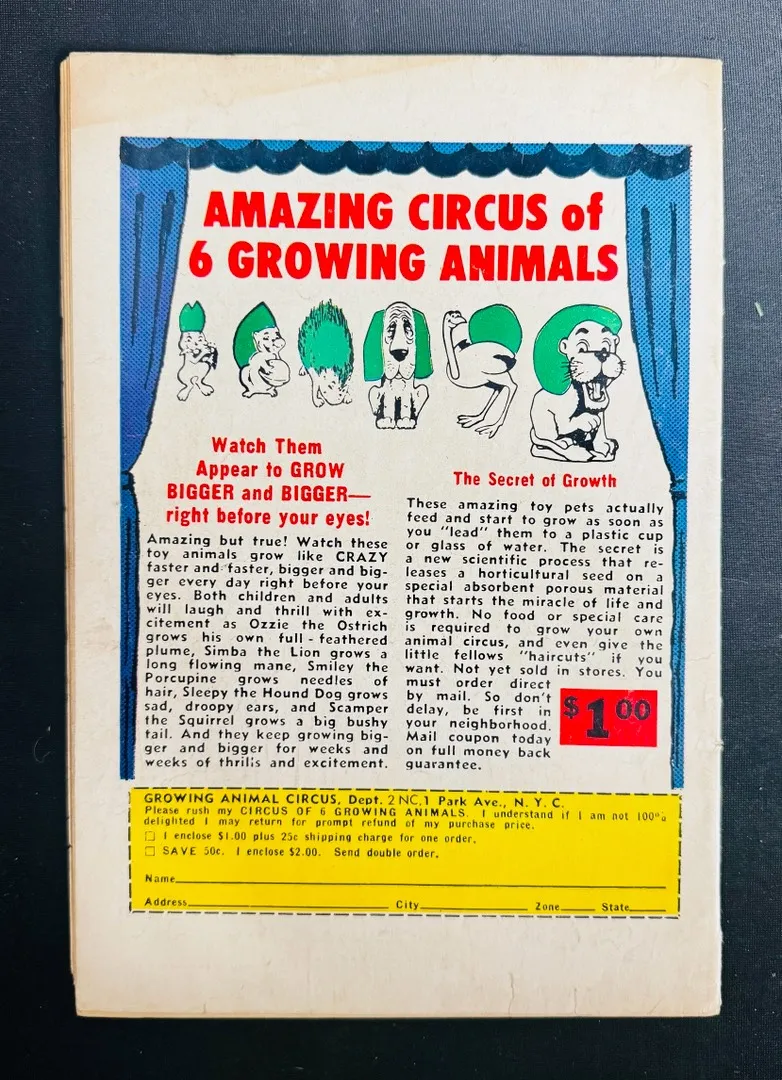 AMAZING CIRCUS of
6 GROWING ANIMALS
Watch Them
Appear to GROW
BIGGER and BIGGER—
right before your eyes!
Amazing but true! Watch these
toy animals grow like CRAZY
faster and faster, bigger and big-
ger every day right before your
eyes. Both children and adults
will laugh and thrill with ex-
citement as Ozzie the Ostrich
grows his own full - feathered
plume, Simba the Lion grows a
long flowing mane, Smiley the
Porcupine grows needles of
hair, Sleepy the Hound Dog grows
sad, droopy ears, and Scamper
the Squirrel grows a big bushy
tail. And they keep growing big-
ger and bigger for weeks and
weeks of thrills and excitement.
The Secret of Growth
These amazing toy pets actually
feed and start to grow as soon as
you "lead" them to a plastic cup
or glass of water. The secret is
a new scientific process that re-
leases a horticultural seed on a
special absorbent porous material
that starts the miracle of life and
growth. No food or special care
is required to grow your own
animal circus, and even give the
little fellows "haircuts" if you
want. Not yet sold in stores. You
must order direct
by mail. So don't
delay, be first in
your neighborhood.
Mail coupon today
on full money back
guarantee.
$1.00
GROWING ANIMAL CIRCUS, Dept. 2 NC, 1 Park Ave., N. Y. C.
Please rush my CIRCUS OF 6 GROWING ANIMALS. I understand if I am not 100%
delighted I may return for prompt refund of my purchase price.
☐ I enclose $1.00 plus 25c shipping charge for one order.
☐ SAVE 50c. I enclose $2.00. Send double order.
Name
Address City Zone State